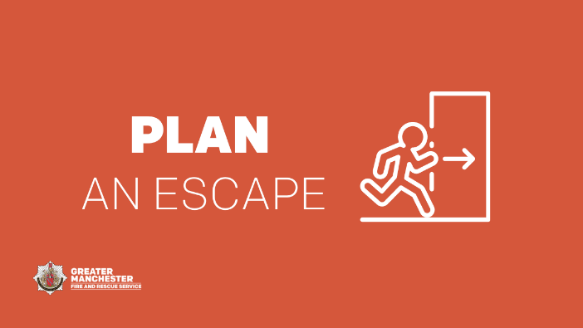 PLAN
AN ESCAPE
GREATER
MANCHESTER
FIRE AND RESCUE SERVICE